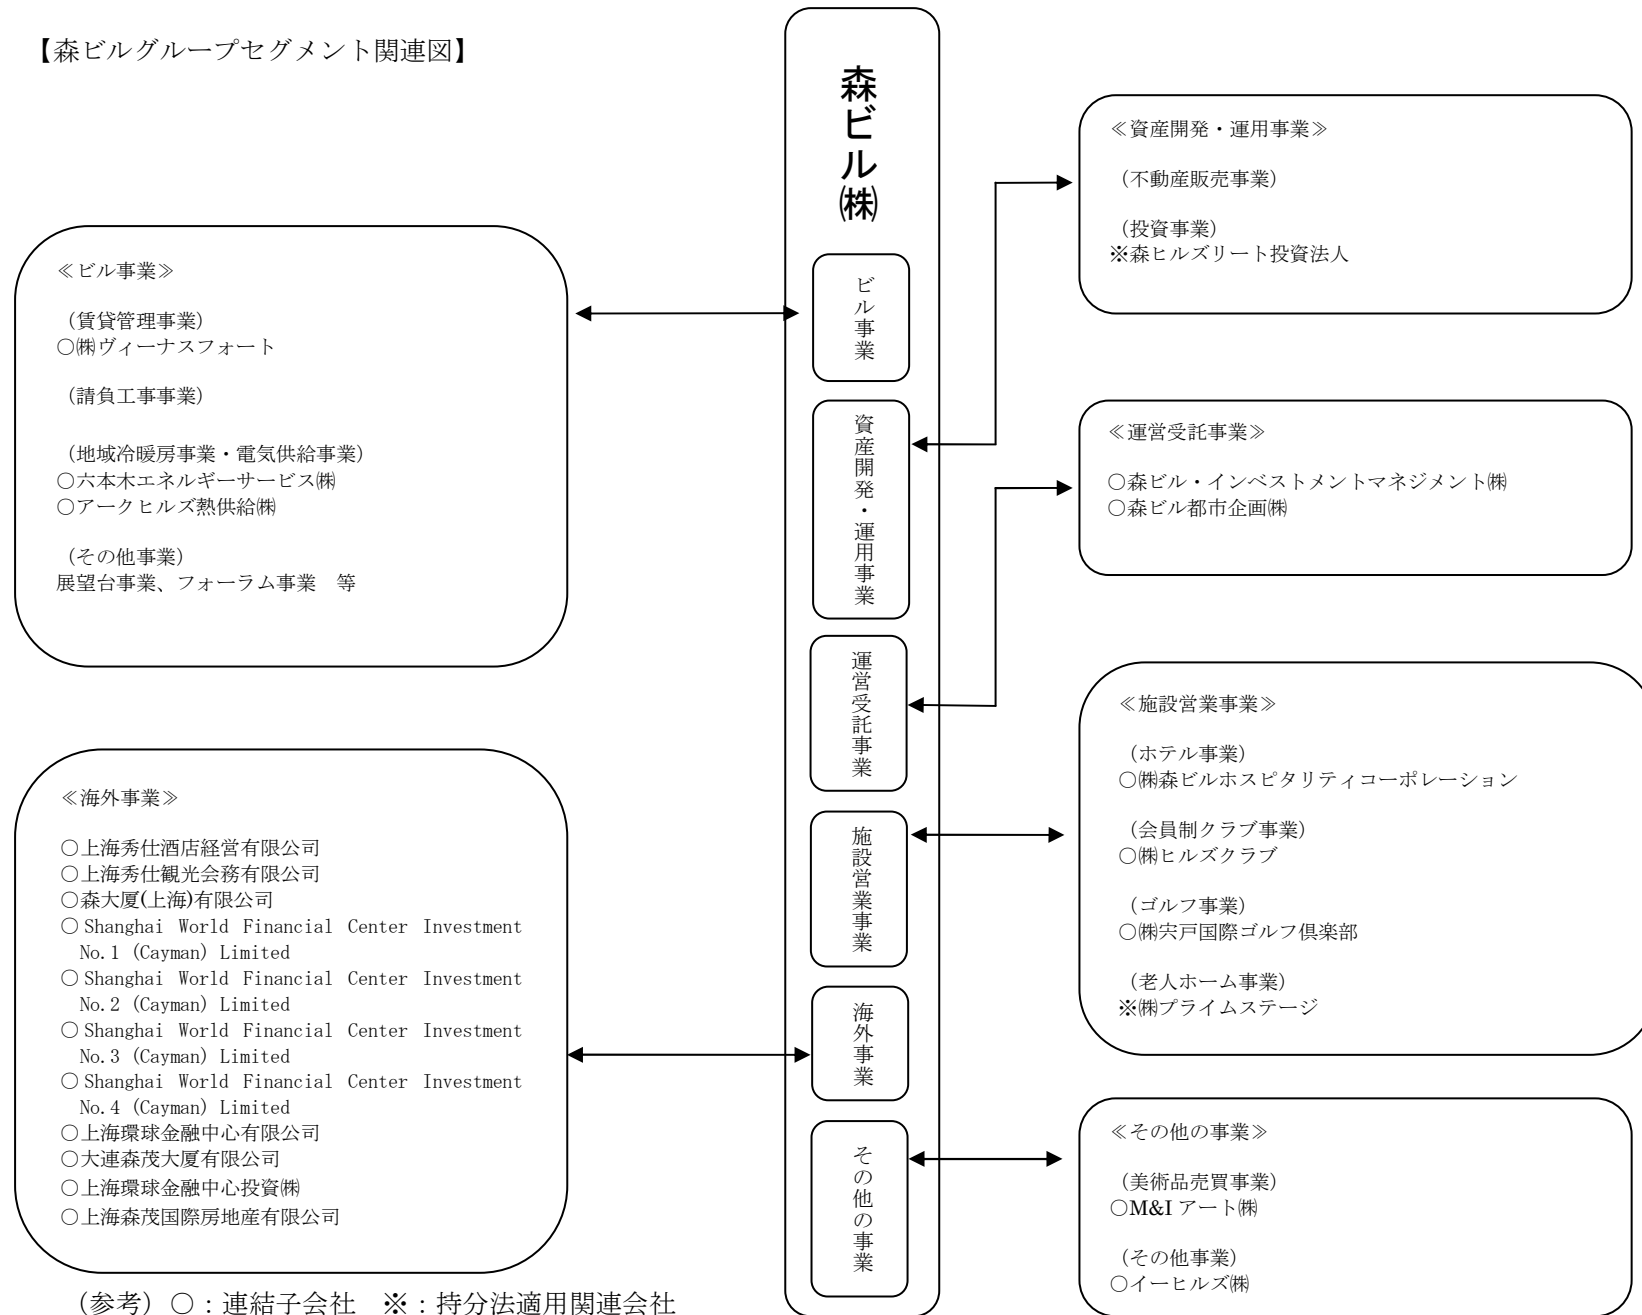 【森ビルグループセグメント関連図】
森ビル㈱
ビル事業
資産開発・運用事業
運営受託事業
施設営業事業
海外事業
その他の事業
≪ビル事業≫
（賃貸管理事業）
○㈱ヴィーナスフォート
（請負工事事業）
（地域冷暖房事業・電気供給事業）
○六本木エネルギーサービス㈱
○アークヒルズ熱供給㈱
（その他事業）
展望台事業、フォーラム事業　等
≪海外事業≫
○上海秀仕酒店経営有限公司
○上海秀仕観光会務有限公司
○森大厦(上海)有限公司
○Shanghai World Financial Center Investment
No.1 (Cayman) Limited
○Shanghai World Financial Center Investment
No.2 (Cayman) Limited
○Shanghai World Financial Center Investment
No.3 (Cayman) Limited
○Shanghai World Financial Center Investment
No.4 (Cayman) Limited
○上海環球金融中心有限公司
○大連森茂大厦有限公司
○上海環球金融中心投資㈱
○上海森茂国際房地産有限公司
≪資産開発・運用事業≫
（不動産販売事業）
（投資事業）
※森ヒルズリート投資法人
≪運営受託事業≫
○森ビル・インベストメントマネジメント㈱
○森ビル都市企画㈱
≪施設営業事業≫
（ホテル事業）
○㈱森ビルホスピタリティコーポレーション
（会員制クラブ事業）
○㈱ヒルズクラブ
（ゴルフ事業）
○㈱宍戸国際ゴルフ倶楽部
（老人ホーム事業）
※㈱プライムステージ
≪その他の事業≫
（美術品売買事業）
○M&I アート㈱
（その他事業）
○イーヒルズ㈱
（参考）○：連結子会社　※：持分法適用関連会社